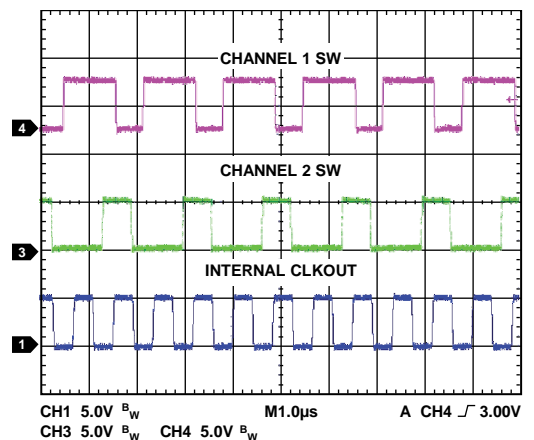 CHANNEL 1 SW
4
CHANNEL 2 SW
3
INTERNAL CLKOUT
1
CH1 5.0V BW M1.0µs A CH4 3.00V
CH3 5.0V BW CH4 5.0V BW